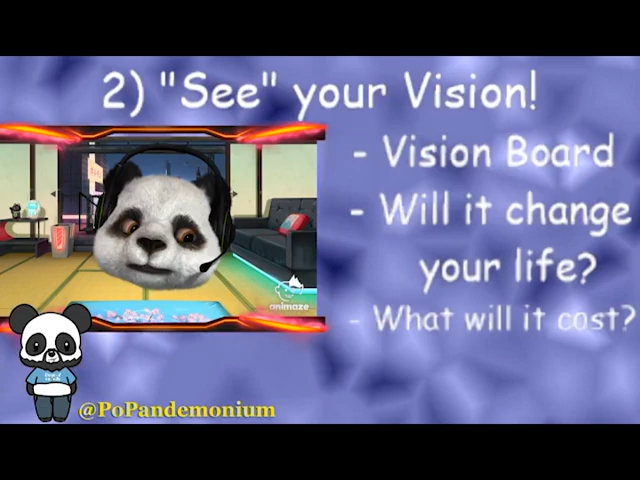 2) "See" your Vision!
- Vision Board
- Will it change
your life?
- What will it cost?
animaze
@PoPandemonium